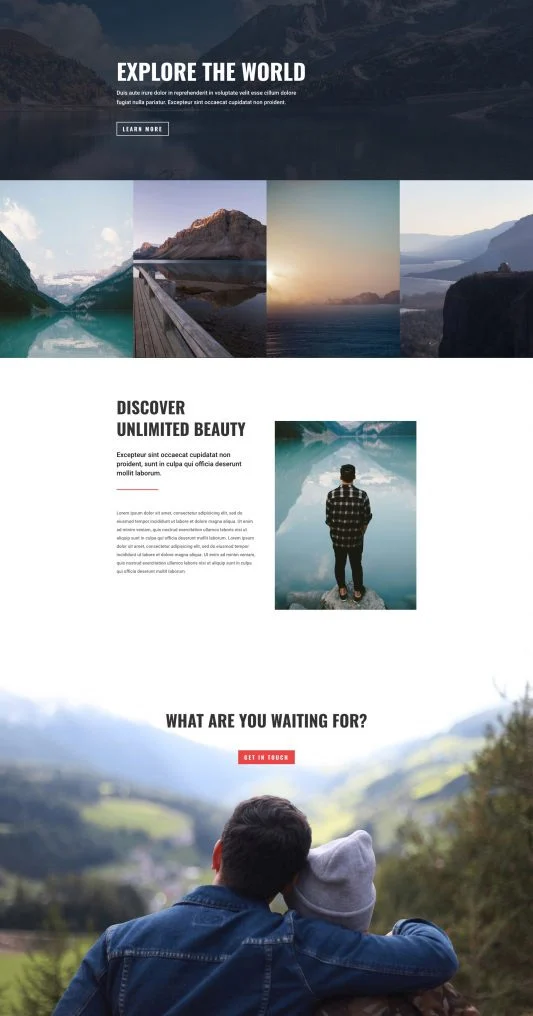 EXPLORE THE WORLD
Duis aute irure dolor in reprehenderit in voluptate velit esse cillum dolore
fugiat nulla pariatur. Excepteur sint occaecat cupidatat non proident.
LEARN MORE
DISCOVER
UNLIMITED BEAUTY
Excepteur sint occaecat cupidatat non
proident, sunt in culpa qui officia deserunt
mollit laborum.
Lorem ipsum dolor sit amet, consectetur adipisicing elit, sed do
eiusmod tempor incididunt ut labore et dolore magna aliqua. Ut enim
ad minim veniam, quis nostrud exercitation ullamco laboris nisi ut
aliquip sunt in culpa qui officia deserunt mollit laborum. Lorem ipsum
dolor sit amet, consectetur adipisicing elit, sed do eiusmod tempor
incididunt ut labore et dolore magna aliqua. Ut enim ad minim veniam,
quis nostrud exercitation ullamco laboris nisi ut aliquip sunt in culpa
qui officia deserunt mollit laborum.
WHAT ARE YOU WAITING FOR?
GET IN TOUCH